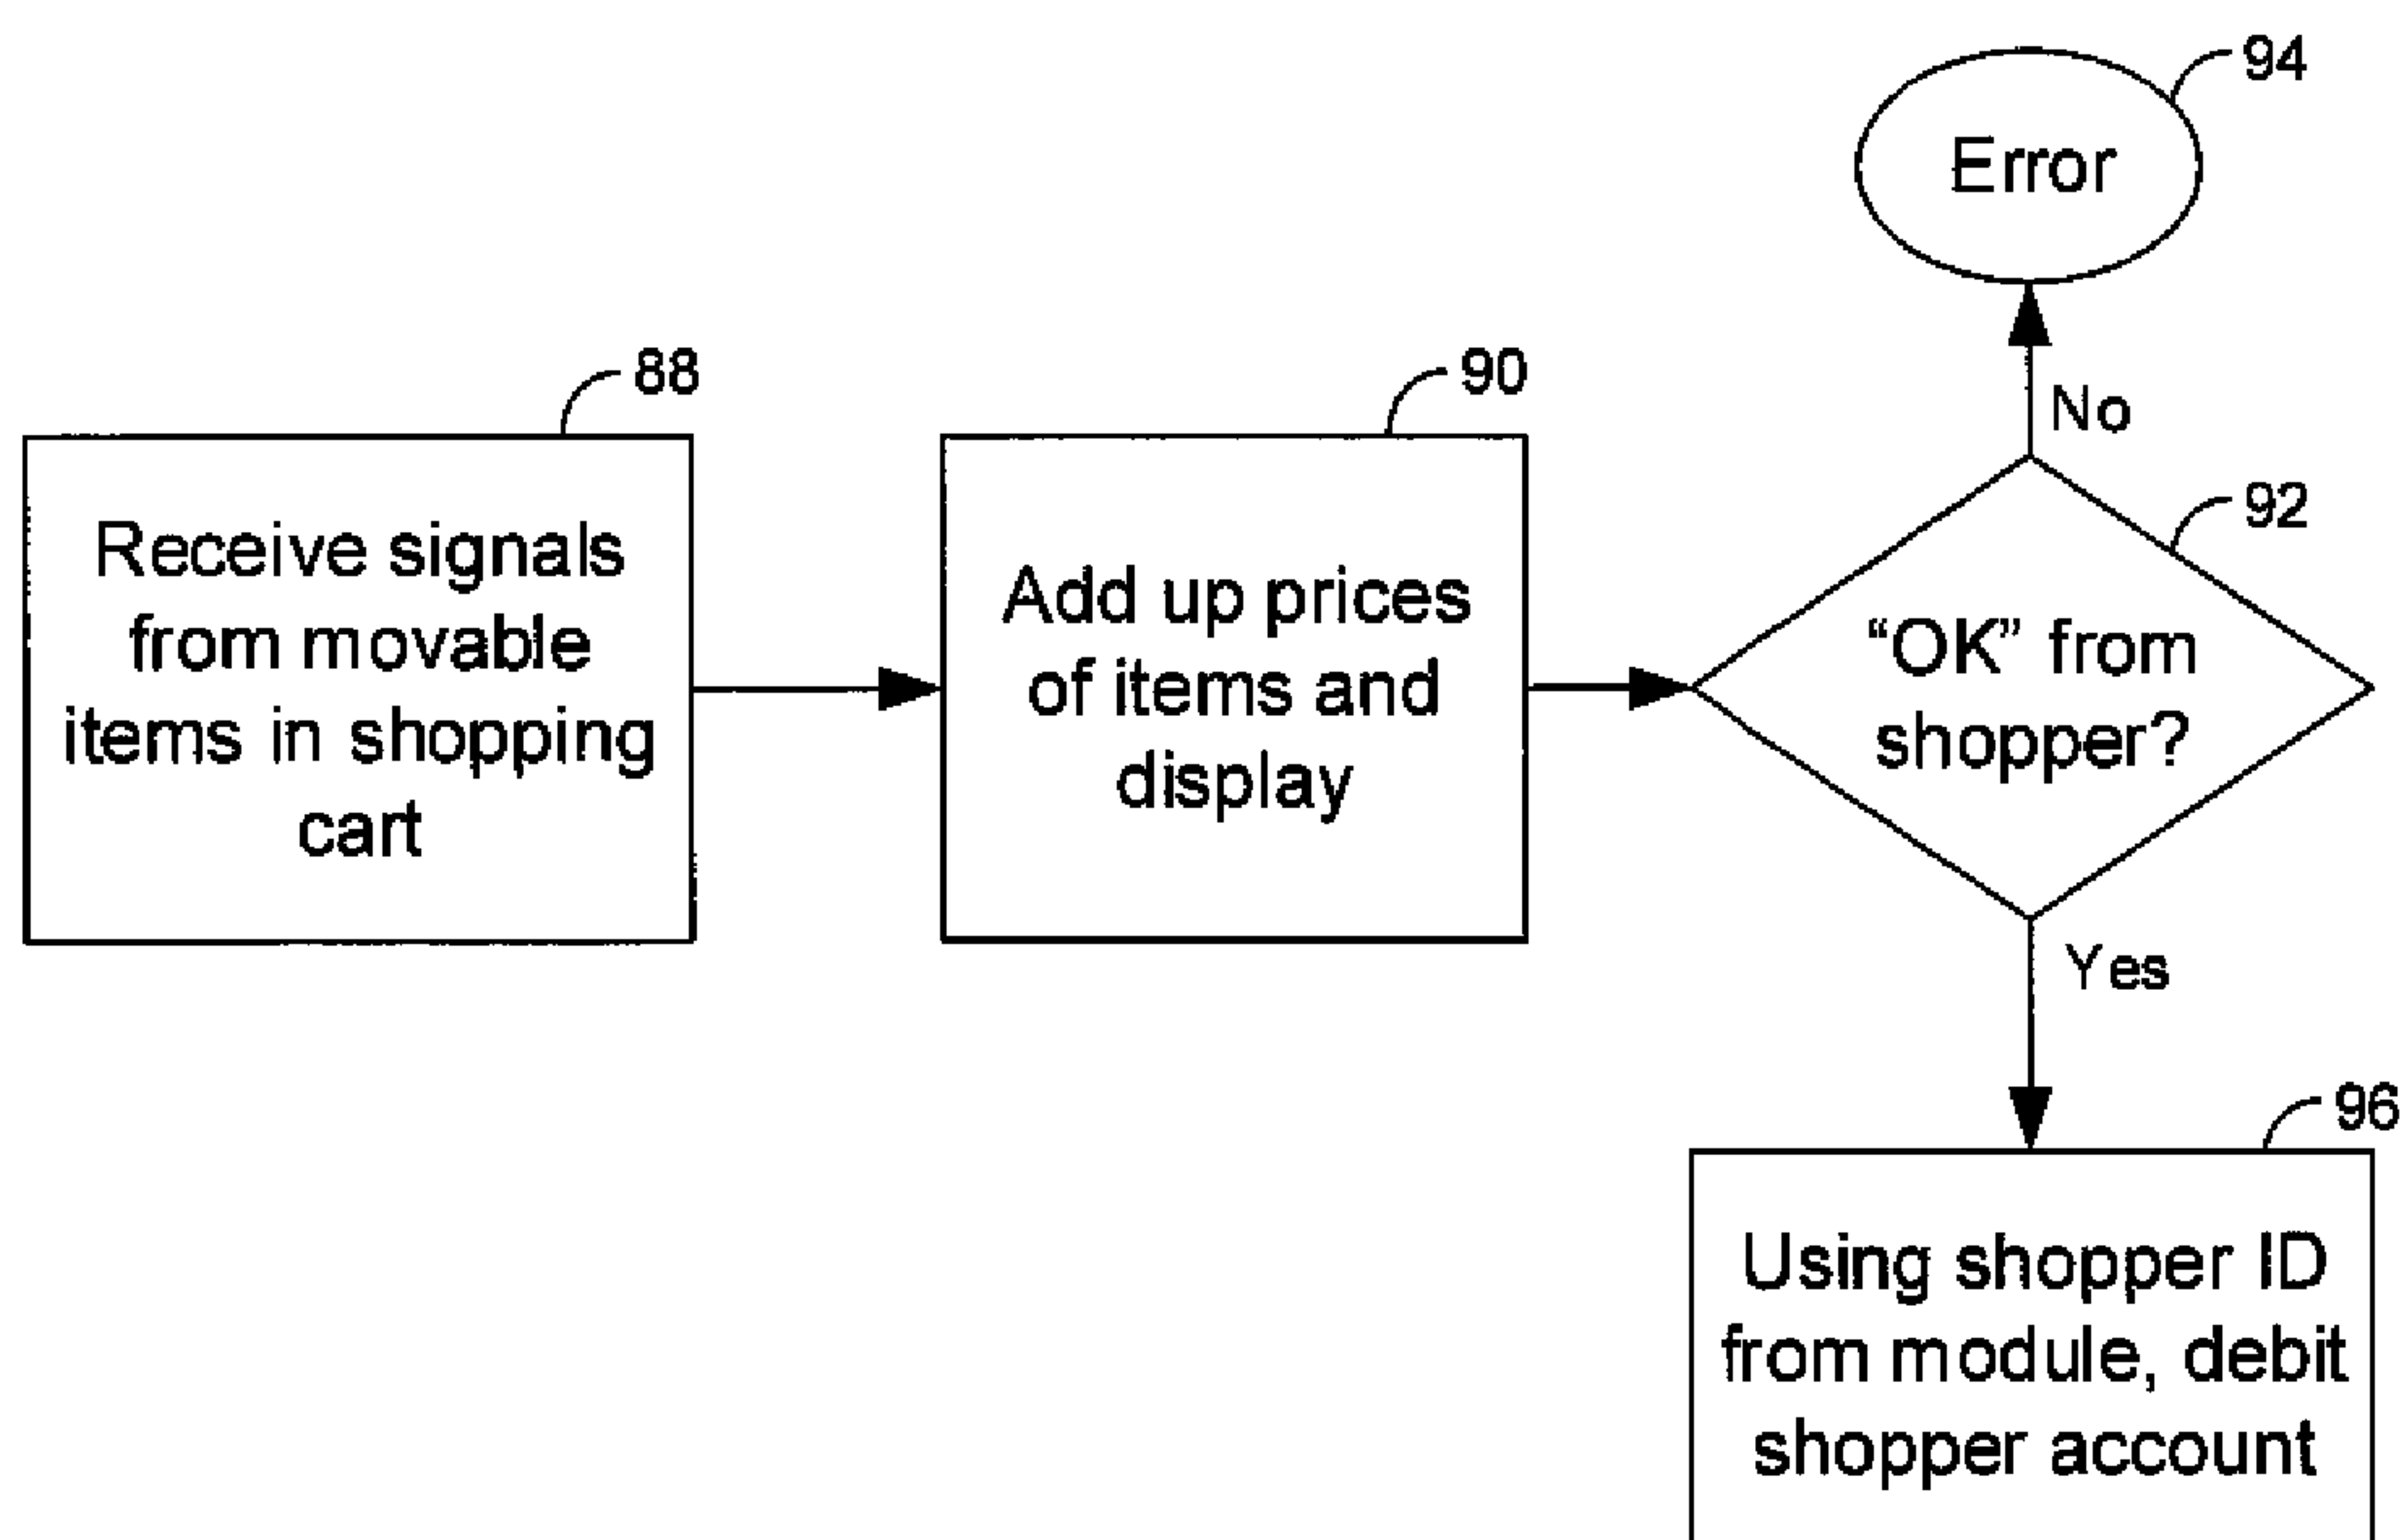 88
Receive signals
from movable
items in shopping
cart
90
Add up prices
of items and
display
94
Error
No
92
“OK” from
shopper?
Yes
96
Using shopper ID
from module, debit
shopper account